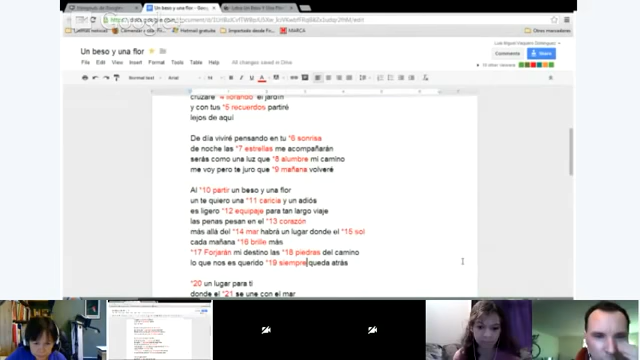 Un beso y una flor
File Edit View Insert Format Tools Table Help All changes saved in Drive
Comments Share
Normal text Arial
cruzaré *4 llorando el jardín
y con tus *5 recuerdos partiré
lejos de aquí
De día viviré pensando en tu *6 sonrisa
de noche las *7 estrellas me acompañarán
serás como una luz que *8 alumbre mi camino
me voy pero te juro que *9 mañana volveré
Al *10 partir un beso y una flor
un te quiero una *11 caricia y un adiós
es ligero *12 equipaje para tan largo viaje
las penas pesan en el *13 corazón
más allá del *14 mar habrá un lugar donde el *15 sol
cada mañana *16 brille más
*17 Forjarán mi destino las *18 piedras del camino
lo que nos es querido *19 siempre queda atrás
*20 un lugar para ti
donde el *21 se une con el mar